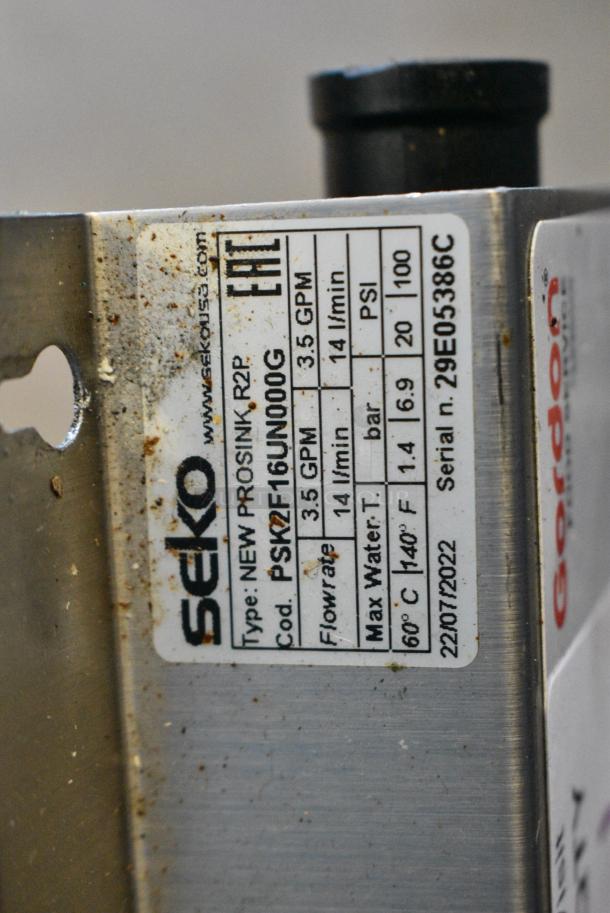 SEKO
www.sekousa.com
Type: NEW PROSINK R2P
EAC
Cod. PSK2F16UN000G
Flowrate 3.5 GPM 3.5 GPM
14 l/min 14 l/min
Max Water T. bar PSI
60° C 140° F 1.4 6.9 20 100
22/07/2022 Serial n. 29E05386C
Gordon
FOOD SERVICE